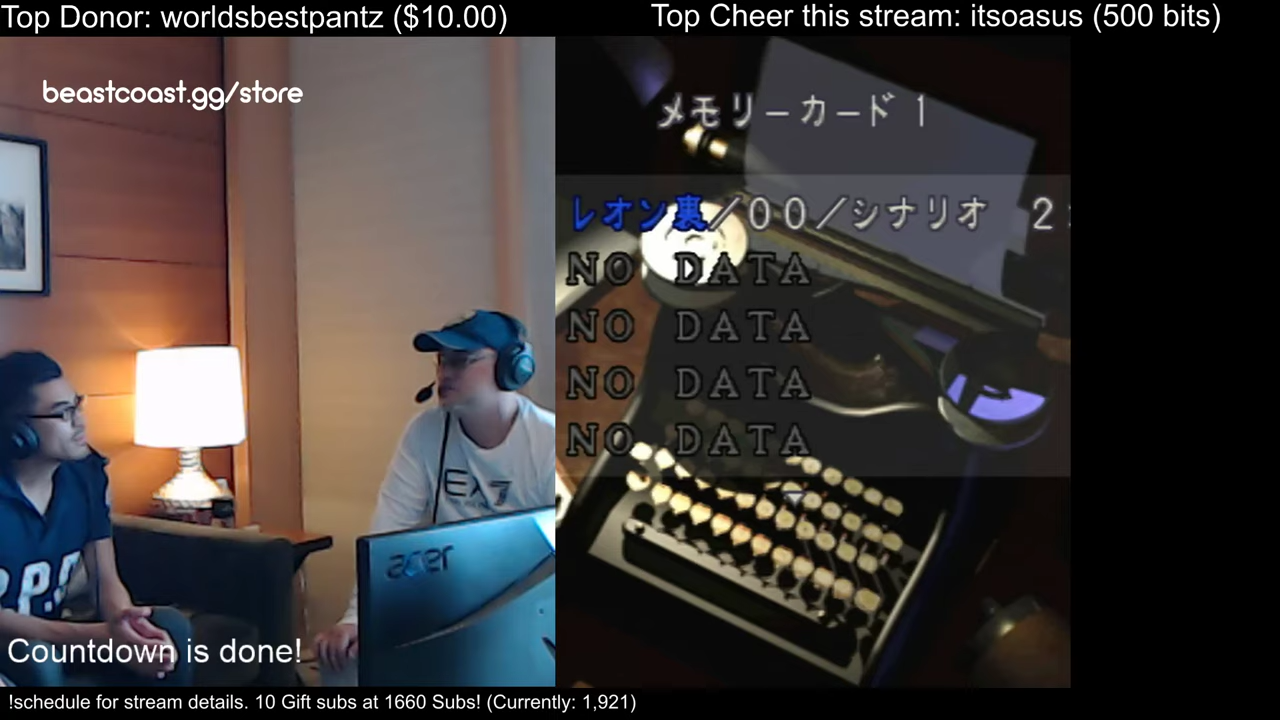 Top Donor: worldsbestpantz ($10.00)
Top Cheer this stream: itsoasus (500 bits)
beastcoast.gg/store
メモリーカード 1
レオン裏／00／シナリオ 2
NO DATA
NO DATA
NO DATA
NO DATA
acer
Countdown is done!
!schedule for stream details. 10 Gift subs at 1660 Subs! (Currently: 1,921)